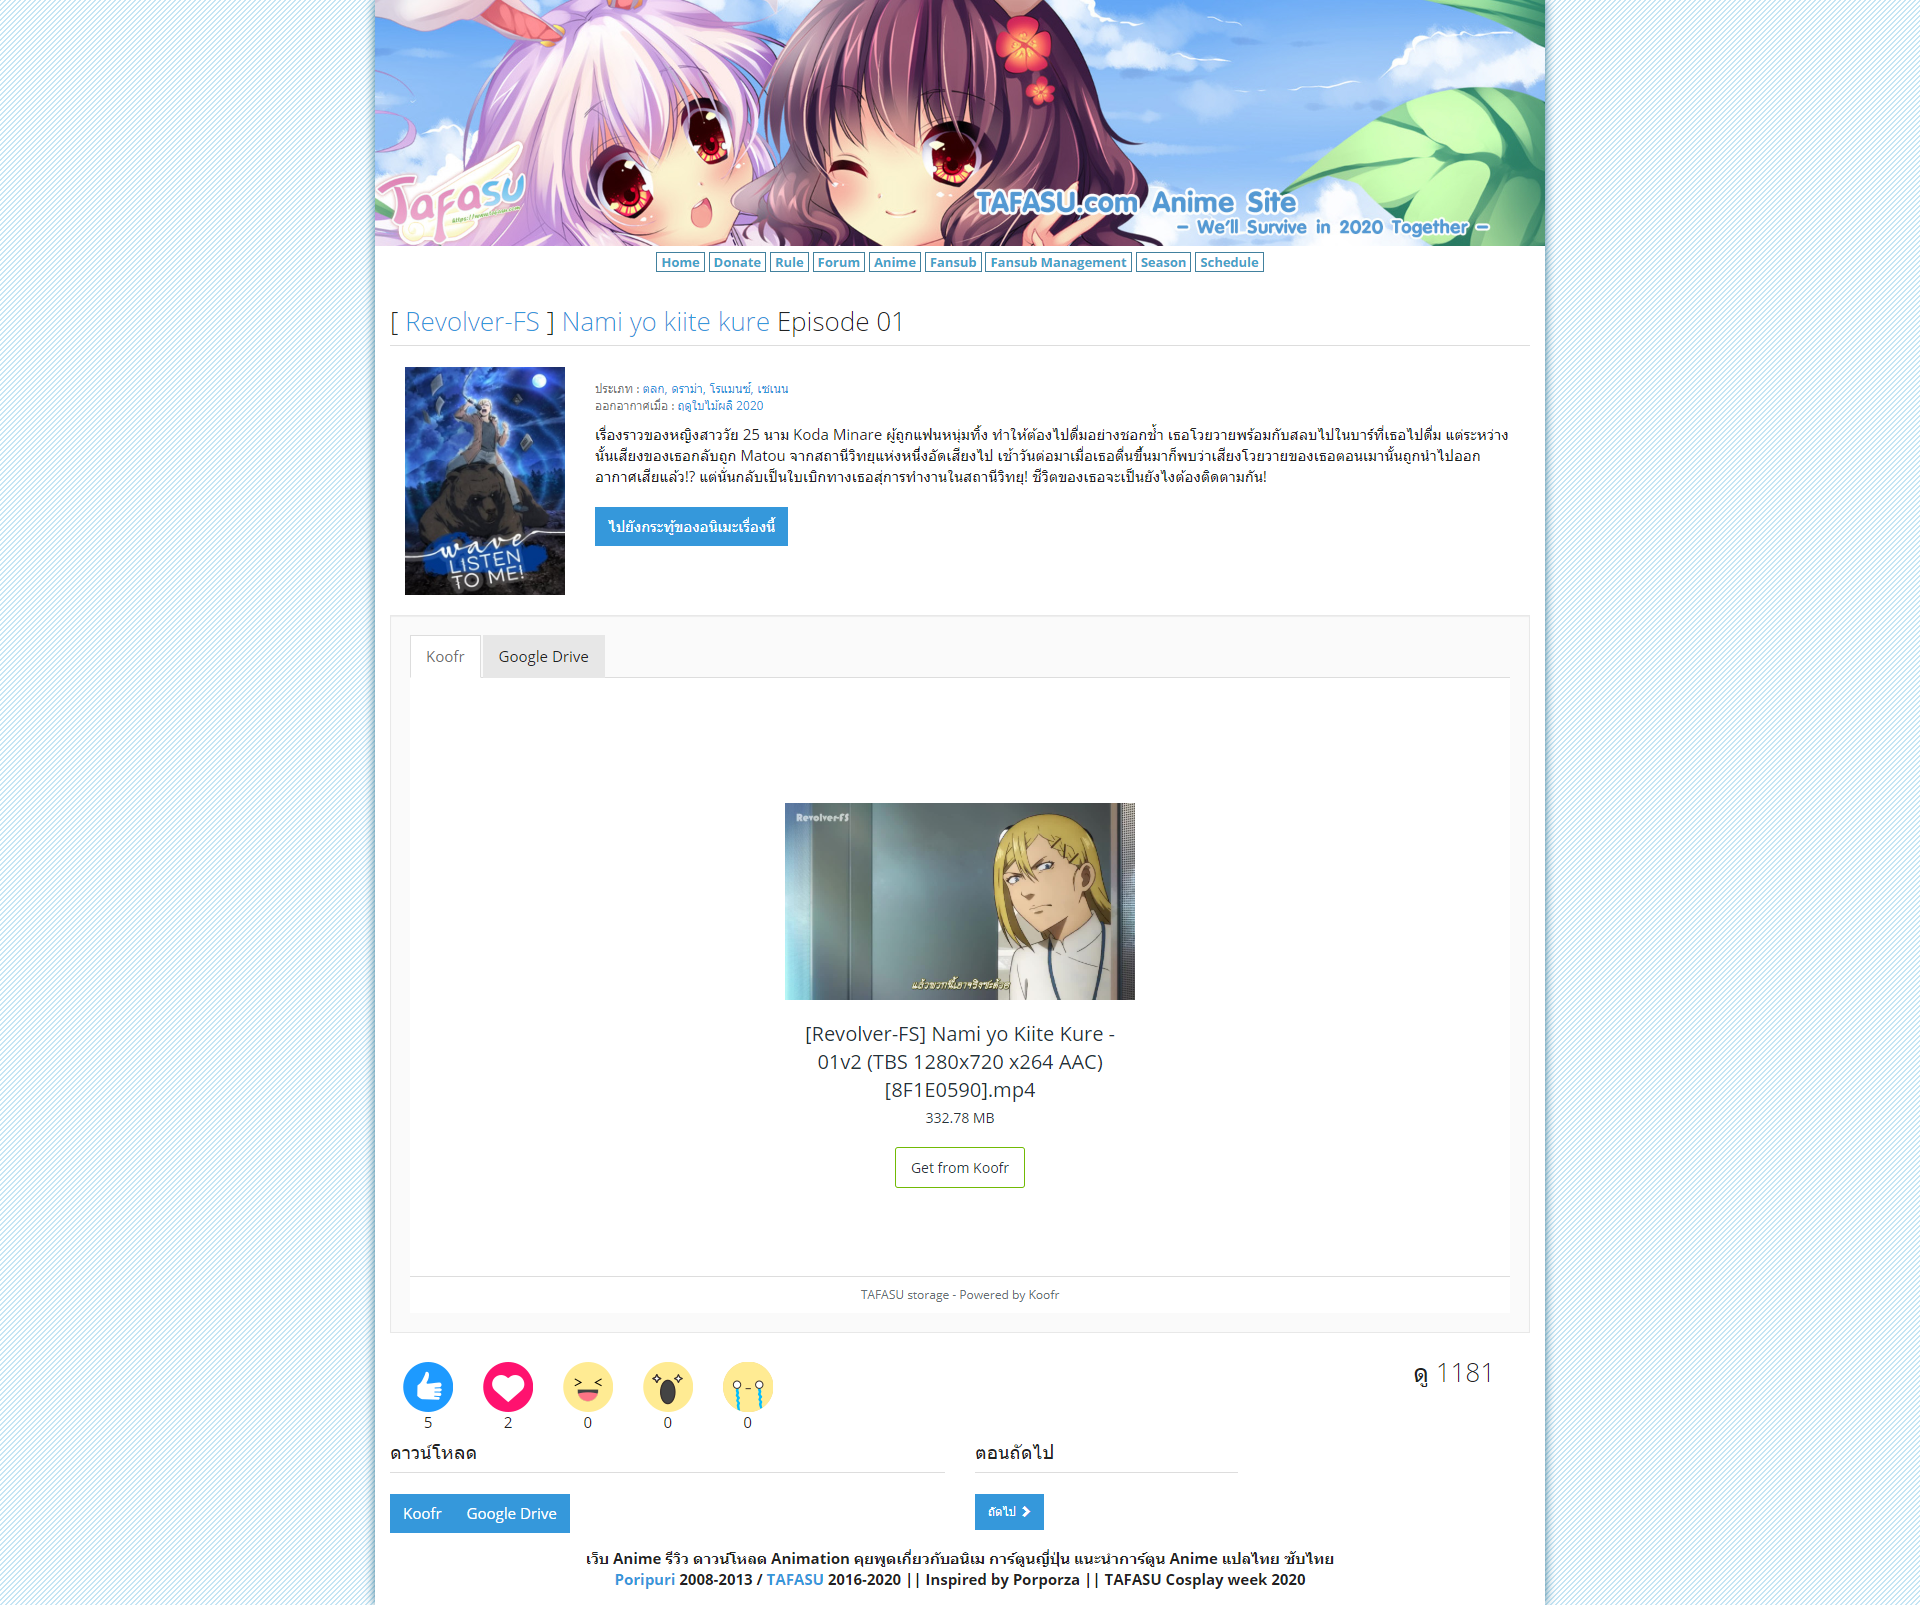 Tafasu
TAFASU.com Anime Site
- We'll Survive in 2020 Together -
Home Donate Rule Forum Anime Fansub Fansub Management Season Schedule
[ Revolver-FS ] Nami yo kiite kure Episode 01
ประเภท : ตลก, ดราม่า, โรแมนซ์, เซเนน
ออกอากาศเมื่อ : ฤดูใบไม้ผลิ 2020
เรื่องราวของหญิงสาววัย 25 นาม Koda Minare ผู้ถูกแฟนหนุ่มทิ้ง ทำให้ต้องไปดื่มอย่างชอกช้ำ เธอโวยวายพร้อมกับสลบไปในบาร์ที่เธอไปดื่ม แต่ระหว่าง
นั้นเสียงของเธอกลับถูก Matou จากสถานีวิทยุแห่งหนึ่งอัดเสียงไป เช้าวันต่อมาเมื่อเธอตื่นขึ้นมาก็พบว่าเสียงโวยวายของเธอตอนเมานั้นถูกนำไปออก
อากาศเสียแล้ว!? แต่นั่นกลับเป็นใบเบิกทางเธอสู่การทำงานในสถานีวิทยุ! ชีวิตของเธอจะเป็นยังไงต้องติดตามกัน!
ไปยังกระทู้ของอนิเมะเรื่องนี้
wave
LISTEN
TO ME!
Koofr Google Drive
Revolver-FS
แล้วพวกนี้เอาจริงซะด้วย
[Revolver-FS] Nami yo Kiite Kure -
01v2 (TBS 1280x720 x264 AAC)
[8F1E0590].mp4
332.78 MB
Get from Koofr
TAFASU storage - Powered by Koofr
ดู 1181
5 2 0 0 0
ดาวน์โหลด
ตอนถัดไป
Koofr Google Drive
ถัดไป
เว็บ Anime รีวิว ดาวน์โหลด Animation คุยพูดเกี่ยวกับอนิเม การ์ตูนญี่ปุ่น แนะนำการ์ตูน Anime แปลไทย ซับไทย
Poripuri 2008-2013 / TAFASU 2016-2020 || Inspired by Porporza || TAFASU Cosplay week 2020